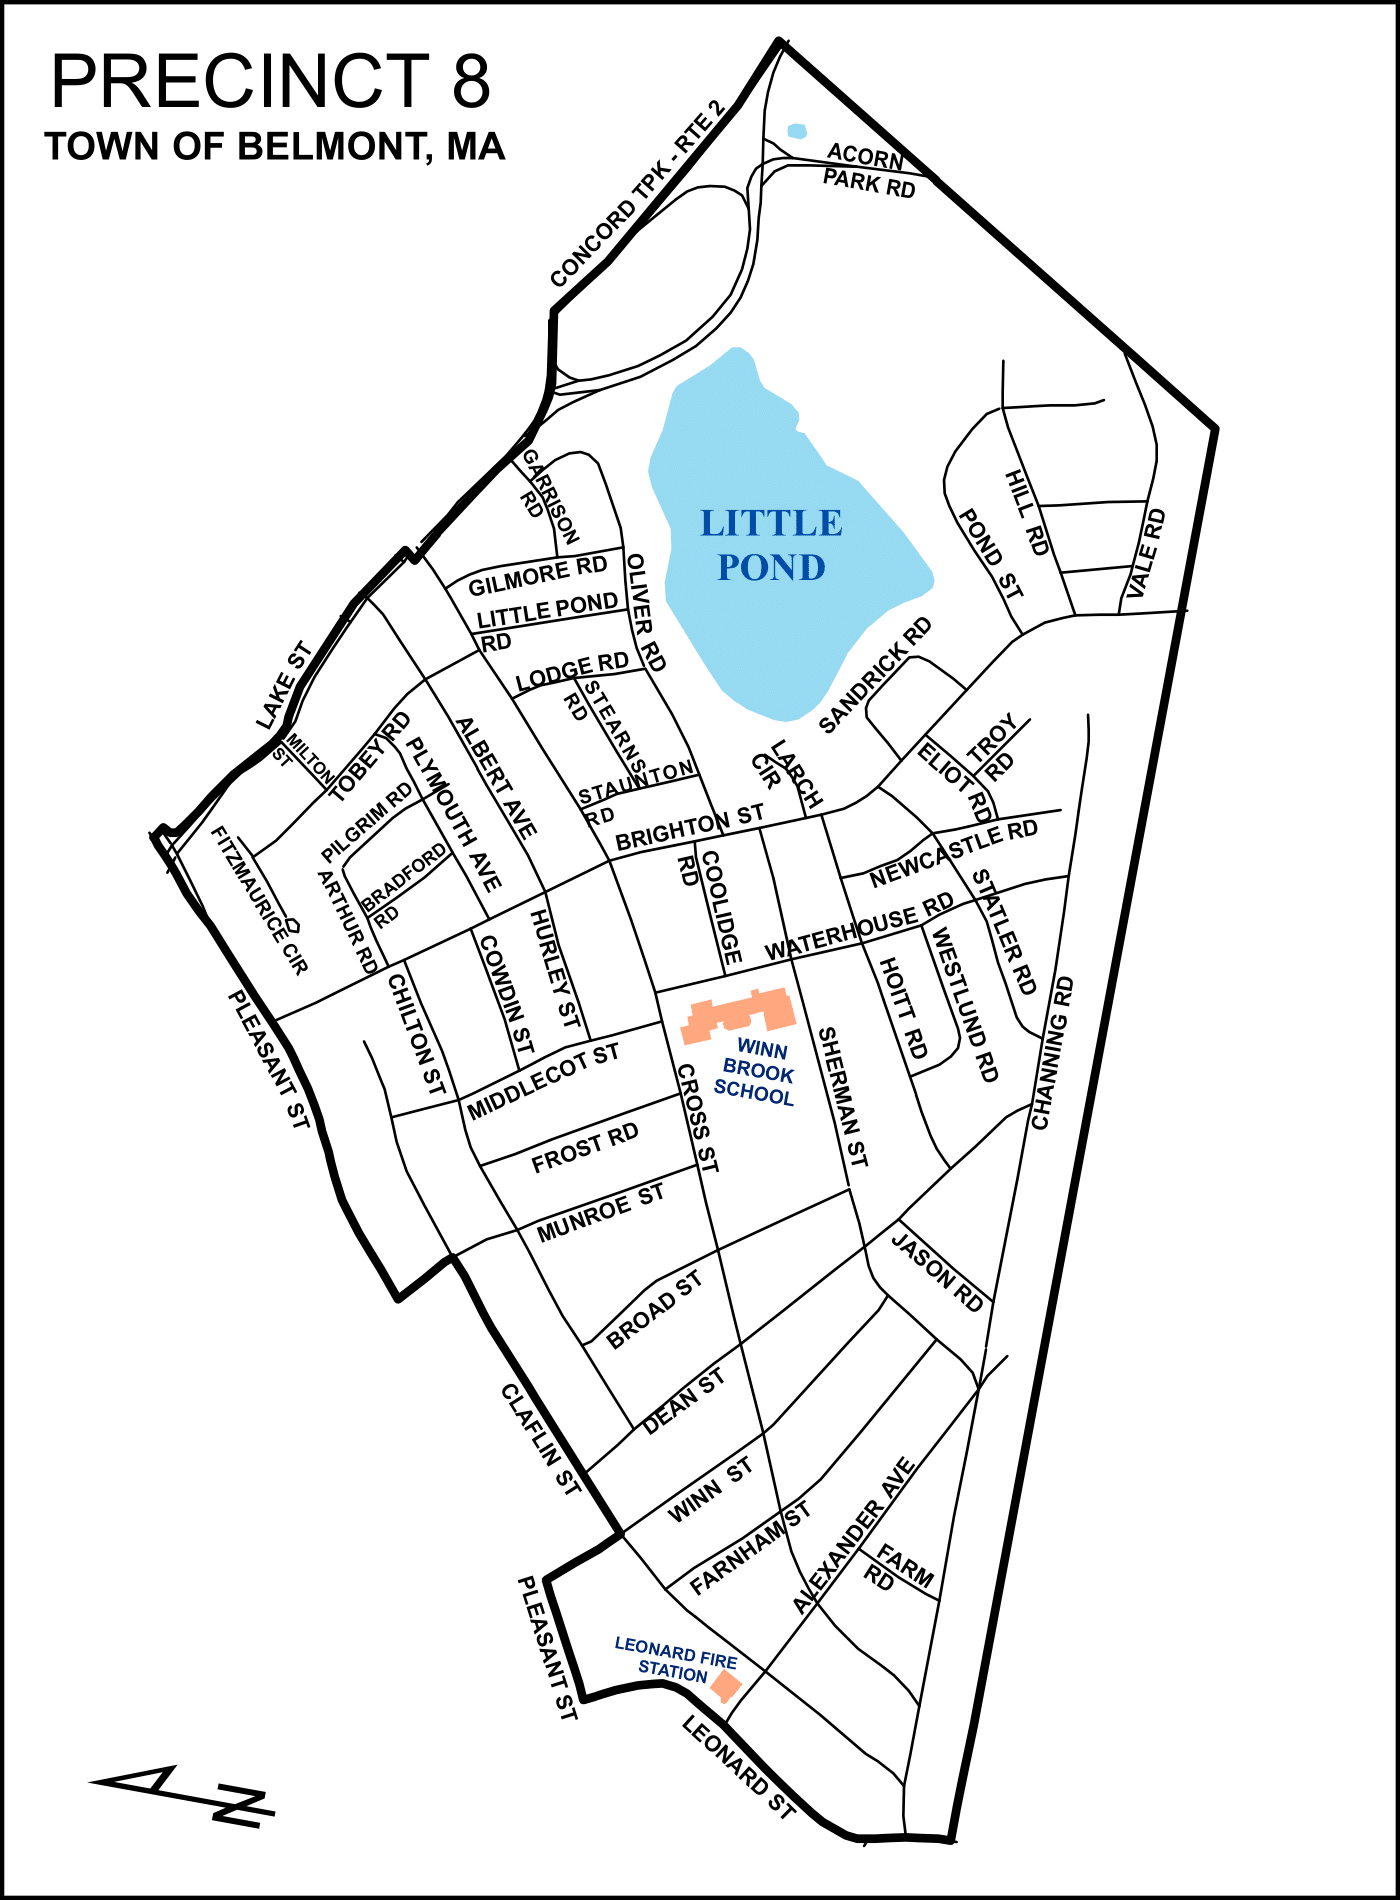 PRECINCT 8
TOWN OF BELMONT, MA
CONCORD TPK - RTE 2
ACORN
PARK RD
GARRISON
RD
GILMORE RD
LITTLE POND
RD
OLIVER RD
LODGE RD
STEARNS
RD
STAUNTON
RD
LITTLE
POND
HILL RD
POND ST
VALE RD
SANDRICK RD
LAKE ST
MILTON
ST
TOBEY RD
PLYMOUTH AVE
ALBERT AVE
PILGRIM RD
BRADFORD
RD
ARTHUR RD
FITZMAURICE CIR
LARCH
CIR
ELIOT RD
TROY
RD
BRIGHTON ST
NEWCASTLE RD
COOLIDGE
RD
STATLER RD
WATERHOUSE RD
WESTLUND RD
HOITT RD
HURLEY ST
COWDIN ST
CHILTON ST
PLEASANT ST
MIDDLECOT ST
WINN
BROOK
SCHOOL
SHERMAN ST
CHANNING RD
CROSS ST
FROST RD
MUNROE ST
BROAD ST
JASON RD
DEAN ST
CLAFLIN ST
WINN ST
FARNHAM ST
ALEXANDER AVE
FARM
RD
PLEASANT ST
LEONARD FIRE
STATION
LEONARD ST
N